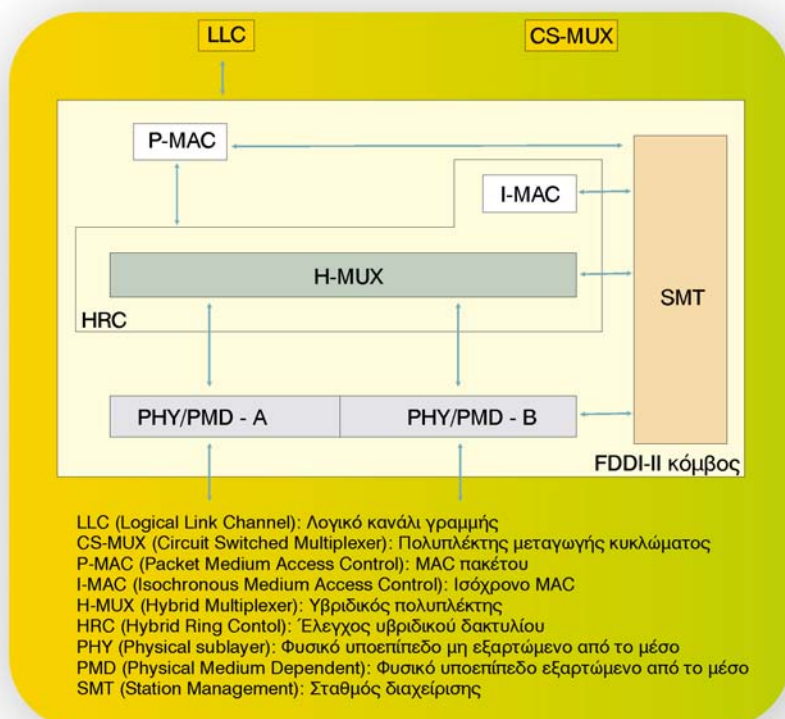 LLC
CS-MUX
P-MAC
I-MAC
H-MUX
SMT
HRC
PHY/PMD - A
PHY/PMD - B
FDDI-II κόμβος
LLC (Logical Link Channel): Λογικό κανάλι γραμμής
CS-MUX (Circuit Switched Multiplexer): Πολυπλέκτης μεταγωγής κυκλώματος
P-MAC (Packet Medium Access Control): MAC πακέτου
I-MAC (Isochronous Medium Access Control): Ισόχρονο MAC
H-MUX (Hybrid Multiplexer): Υβριδικός πολυπλέκτης
HRC (Hybrid Ring Contol): Έλεγχος υβριδικού δακτυλίου
PHY (Physical sublayer): Φυσικό υποεπίπεδο μη εξαρτώμενο από το μέσο
PMD (Physical Medium Dependent): Φυσικό υποεπίπεδο εξαρτώμενο από το μέσο
SMT (Station Management): Σταθμός διαχείρισης